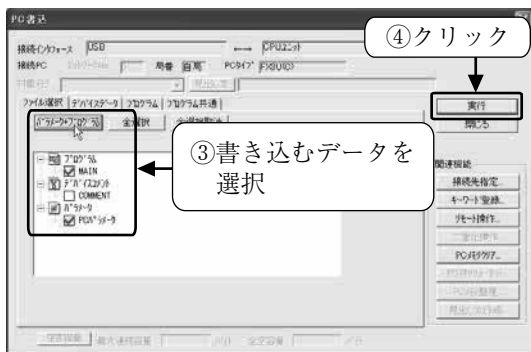 PC書込
接続インタフェース USB ←→ CPUユニット
接続PC 局番 自局 PCタイプ FX3U(C)
ファイル選択 デバイスデータ プログラム プログラム共通
パラメータ+プログラム 全選択
プログラム
MAIN
デバイスコメント
COMMENT
パラメータ
PCパラメータ
③書き込むデータを
選択
④クリック
実行
閉じる
関連機能
接続先指定...
キーワード登録...
リモート操作...
PCメモリクリア...